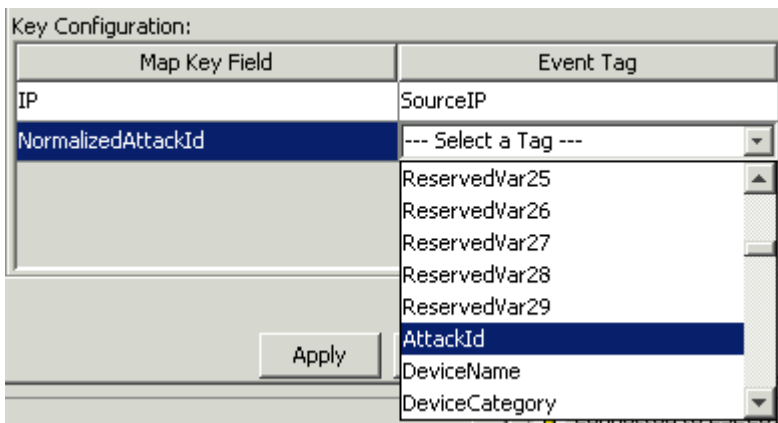 Key Configuration:
Map Key Field Event Tag
IP SourceIP
NormalizedAttackId --- Select a Tag ---
ReservedVar25
ReservedVar26
ReservedVar27
ReservedVar28
ReservedVar29
AttackId
Apply DeviceName
DeviceCategory